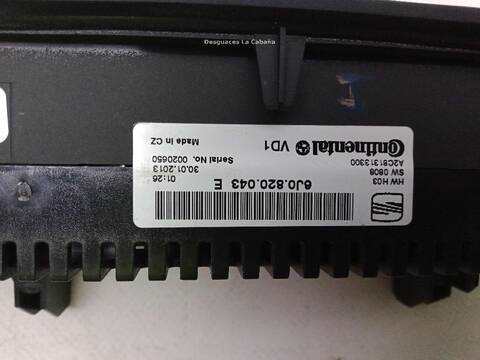 Desguaces La Cabaña
6J0.820.043 E
HW H03
SW 0808
A2C81313300
01:26
30.01.2013
Serial No. 0020650
Continental VD1
Made in CZ